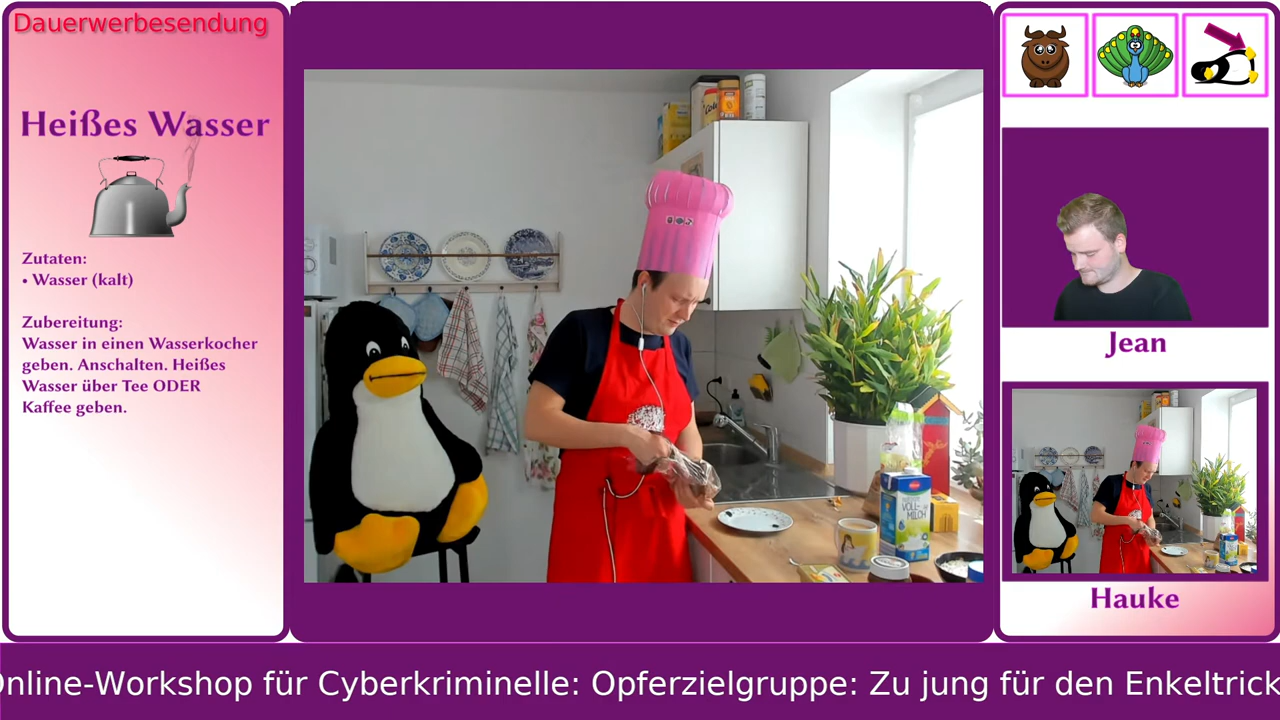 Dauerwerbesendung
Heißes Wasser
Zutaten:
• Wasser (kalt)
Zubereitung:
Wasser in einen Wasserkocher
geben. Anschalten. Heißes
Wasser über Tee ODER
Kaffee geben.
VOLL-
MILCH
Jean
Hauke
Online-Workshop für Cyberkriminelle: Opferzielgruppe: Zu jung für den Enkeltrick